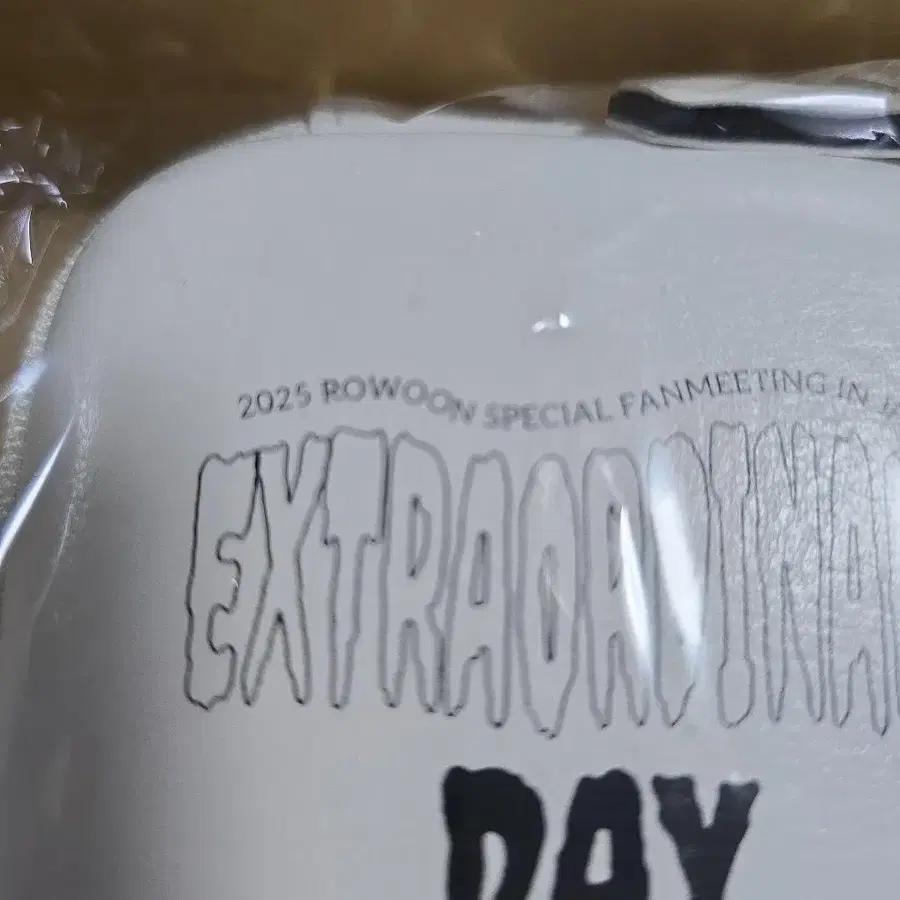 2025 ROWOON SPECIAL FANMEETING IN
EXTRAORDINA
DAY